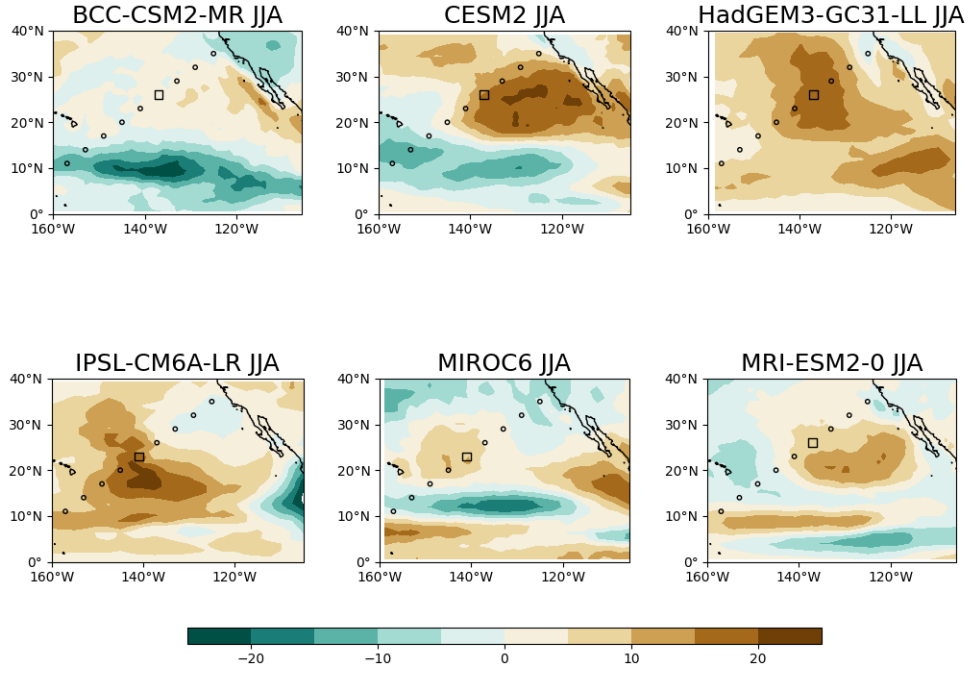 BCC-CSM2-MR JJA
CESM2 JJA
HadGEM3-GC31-LL JJA
40°N
30°N
20°N
10°N
0°
160°W
140°W
120°W
40°N
30°N
20°N
10°N
0°
160°W
140°W
120°W
40°N
30°N
20°N
10°N
0°
160°W
140°W
120°W
IPSL-CM6A-LR JJA
MIROC6 JJA
MRI-ESM2-0 JJA
40°N
30°N
20°N
10°N
0°
160°W
140°W
120°W
40°N
30°N
20°N
10°N
0°
160°W
140°W
120°W
40°N
30°N
20°N
10°N
0°
160°W
140°W
120°W
−20
−10
0
10
20